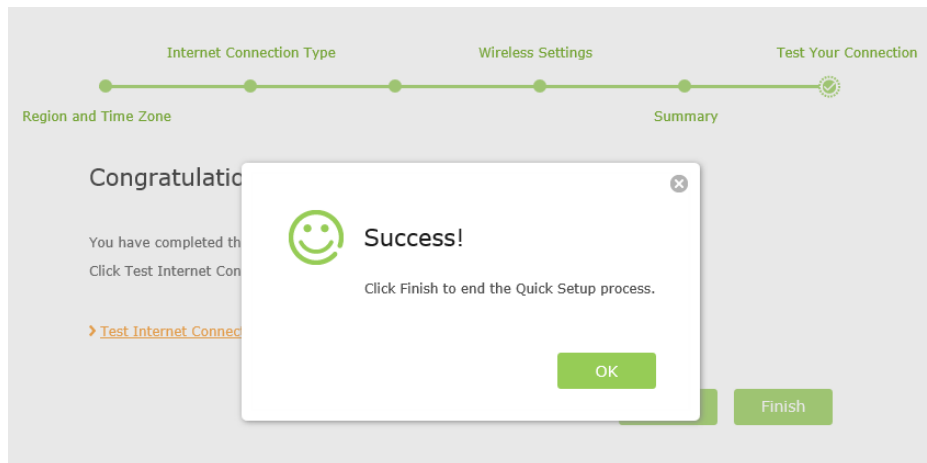 Internet Connection Type
Wireless Settings
Test Your Connection
Region and Time Zone
Summary
Congratulatio
You have completed th
Click Test Internet Con
Test Internet Connect
Success!
Click Finish to end the Quick Setup process.
OK
Finish